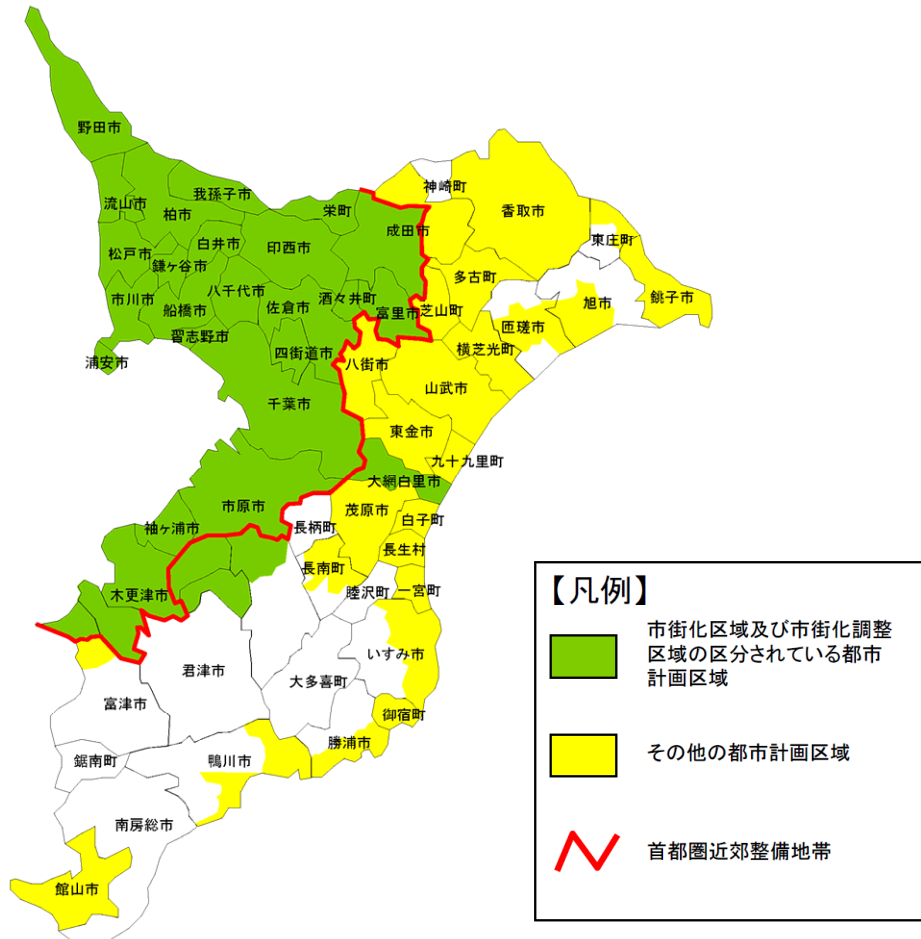 野田市
我孫子市
流山市
柏市
栄町
神崎町
香取市
成田市
松戸市
鎌ヶ谷市
白井市
印西市
東庄町
市川市
船橋市
八千代市
佐倉市
酒々井町
富里市
多古町
芝山町
旭市
銚子市
匝瑳市
横芝光町
浦安市
習志野市
四街道市
八街市
山武市
千葉市
東金市
九十九里町
大網白里市
市原市
袖ヶ浦市
長柄町
茂原市
白子町
長生村
長南町
睦沢町
一宮町
木更津市
いすみ市
君津市
大多喜町
富津市
御宿町
勝浦市
鴨川市
鋸南町
南房総市
館山市
【凡例】
市街化区域及び市街化調整
区域の区分されている都市
計画区域
その他の都市計画区域
首都圏近郊整備地帯